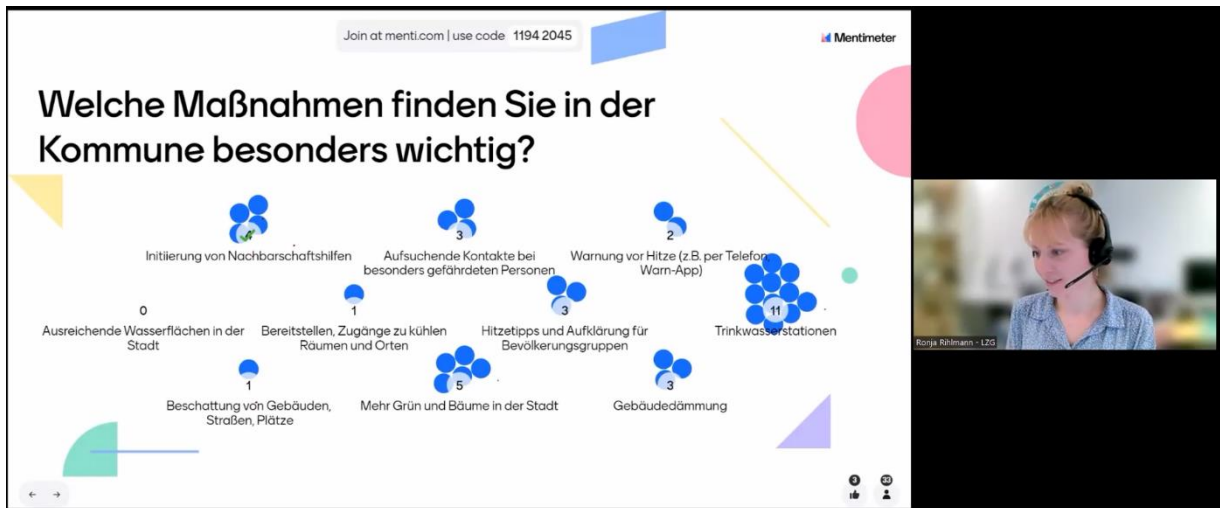 Join at menti.com | use code 1194 2045
Mentimeter
Welche Maßnahmen finden Sie in der
Kommune besonders wichtig?
3
2
Initiierung von Nachbarschaftshilfen
Aufsuchende Kontakte bei
besonders gefährdeten Personen
Warnung vor Hitze (z.B. per Telefon,
Warn-App)
0
1
3
11
Ausreichende Wasserflächen in der
Stadt
Bereitstellen, Zugänge zu kühlen
Räumen und Orten
Hitzetipps und Aufklärung für
Bevölkerungsgruppen
Trinkwasserstationen
1
5
3
Beschattung von Gebäuden,
Straßen, Plätze
Mehr Grün und Bäume in der Stadt
Gebäudedämmung
3
33
Ronja Rihlmann - LZG